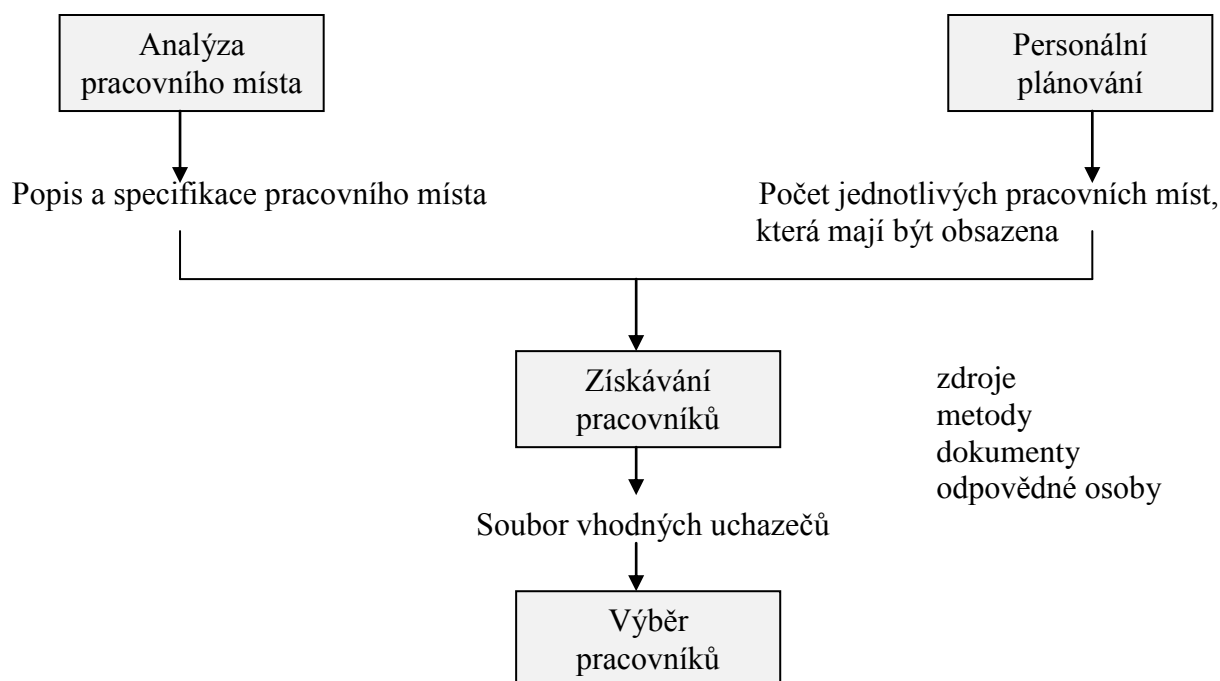 Analýza
pracovního místa
Personální
plánování
Popis a specifikace pracovního místa
Počet jednotlivých pracovních míst,
která mají být obsazena
Získávání
pracovníků
zdroje
metody
dokumenty
odpovědné osoby
Soubor vhodných uchazečů
Výběr
pracovníků